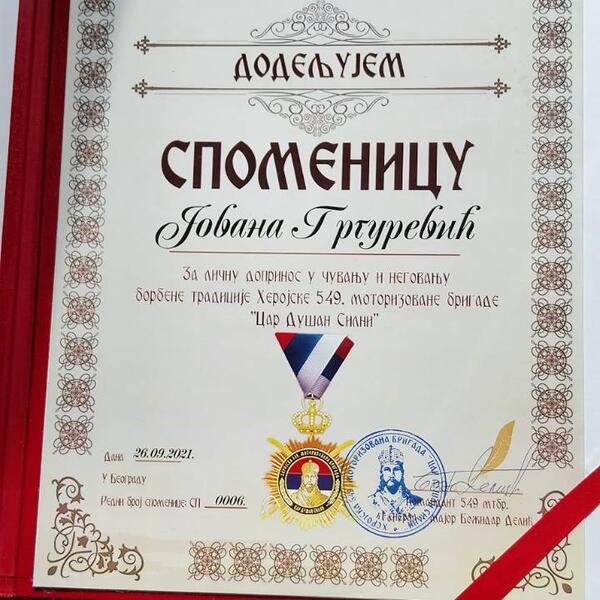 ДОДЕЉУЈЕМ
СПОМЕНИЦУ
Јована Гргуревић
За личну допринос у чувању и неговању
борбене традиције Херојске 549. моторизоване бригаде
"Цар Душан Силни"
Дана 26.09.2021.
У Београду
Редни број споменице: СП 0006.
Командант 549 мтбр.
Генерал мајор Божидар Делић